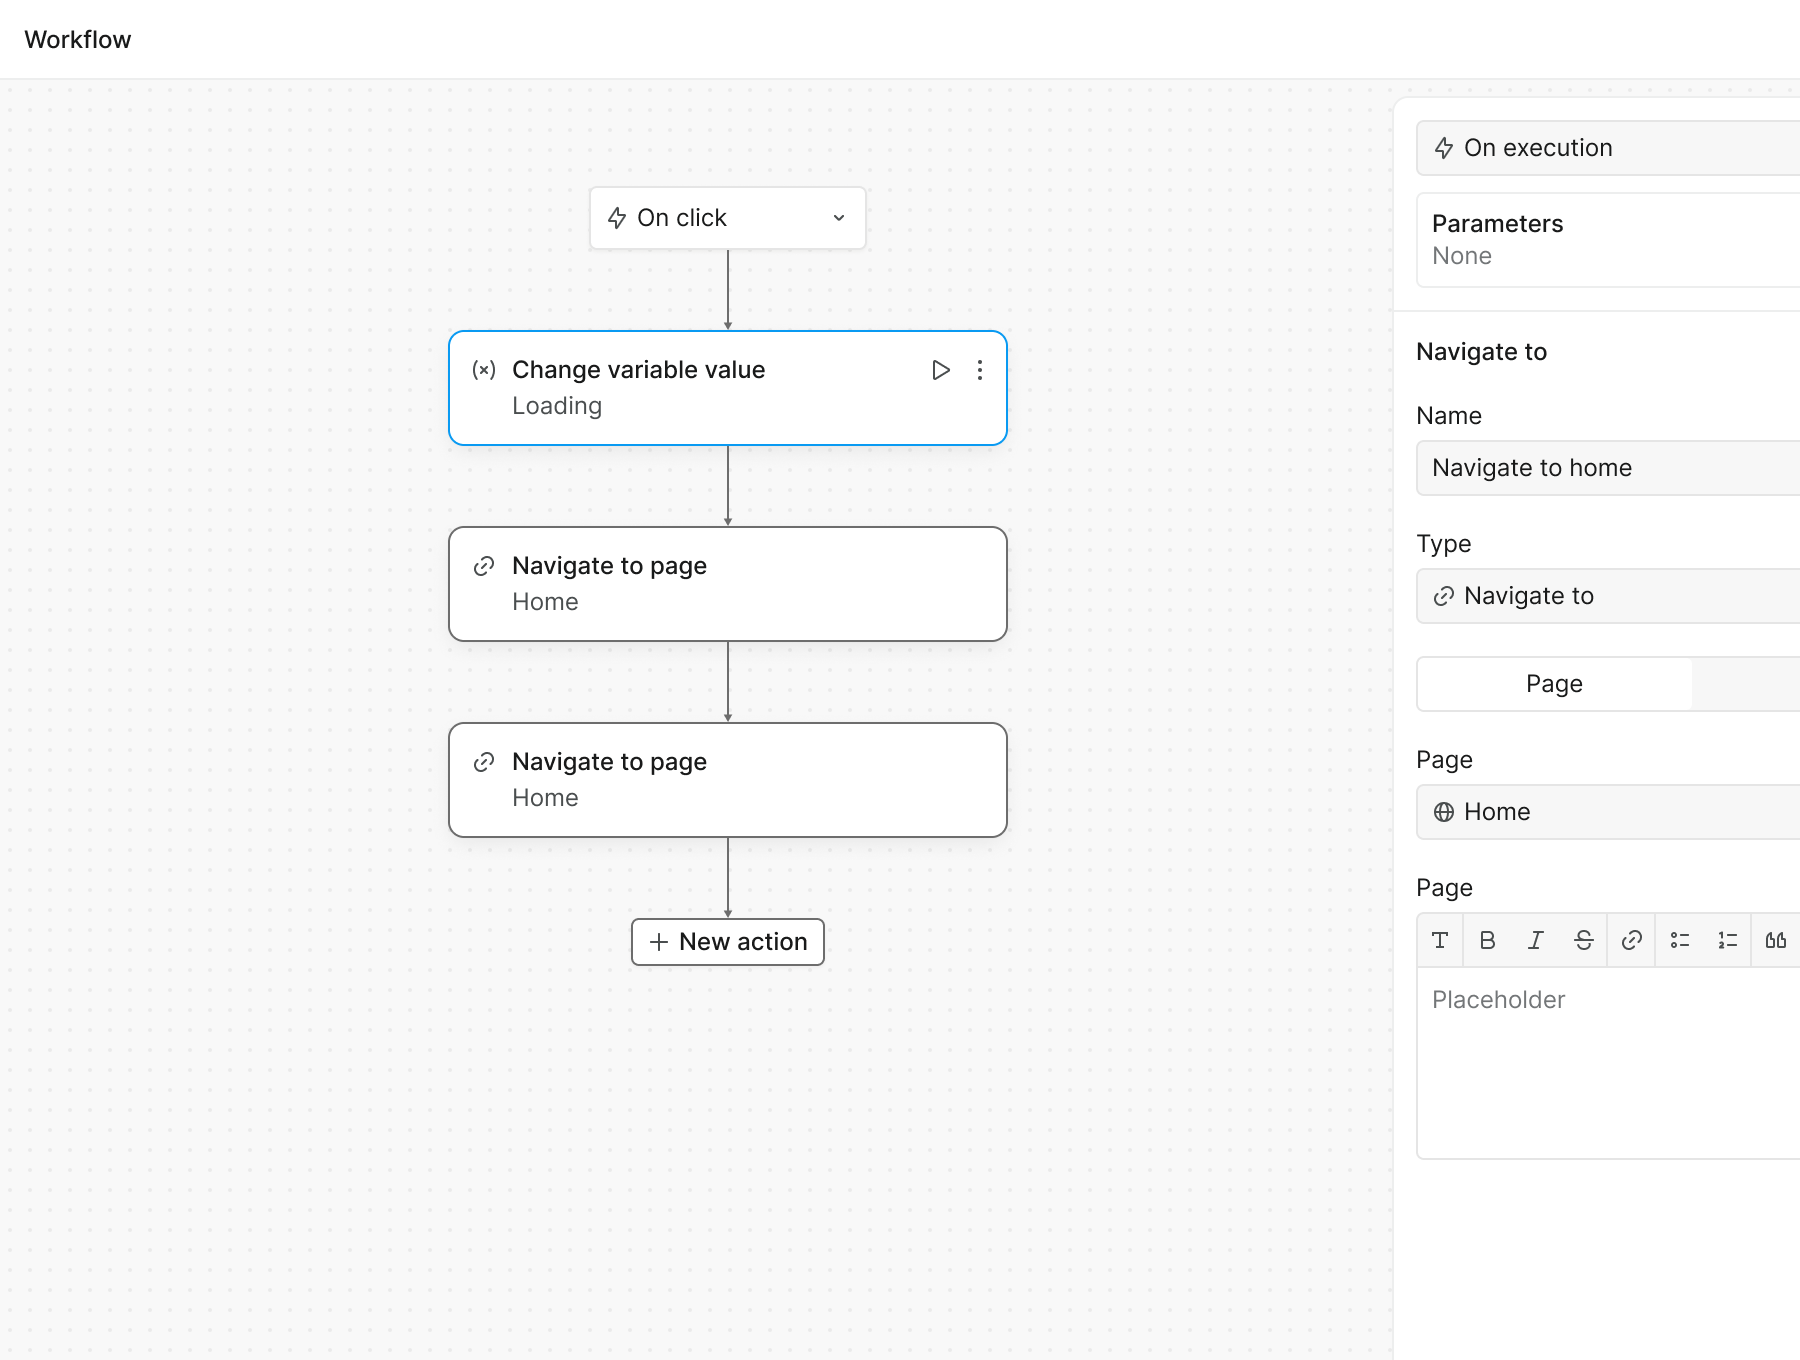 Workflow
On click
Change variable value
Loading
Navigate to page
Home
Navigate to page
Home
New action
On execution
Parameters
None
Navigate to
Name
Navigate to home
Type
Navigate to
Page
Page
Home
Page
Placeholder